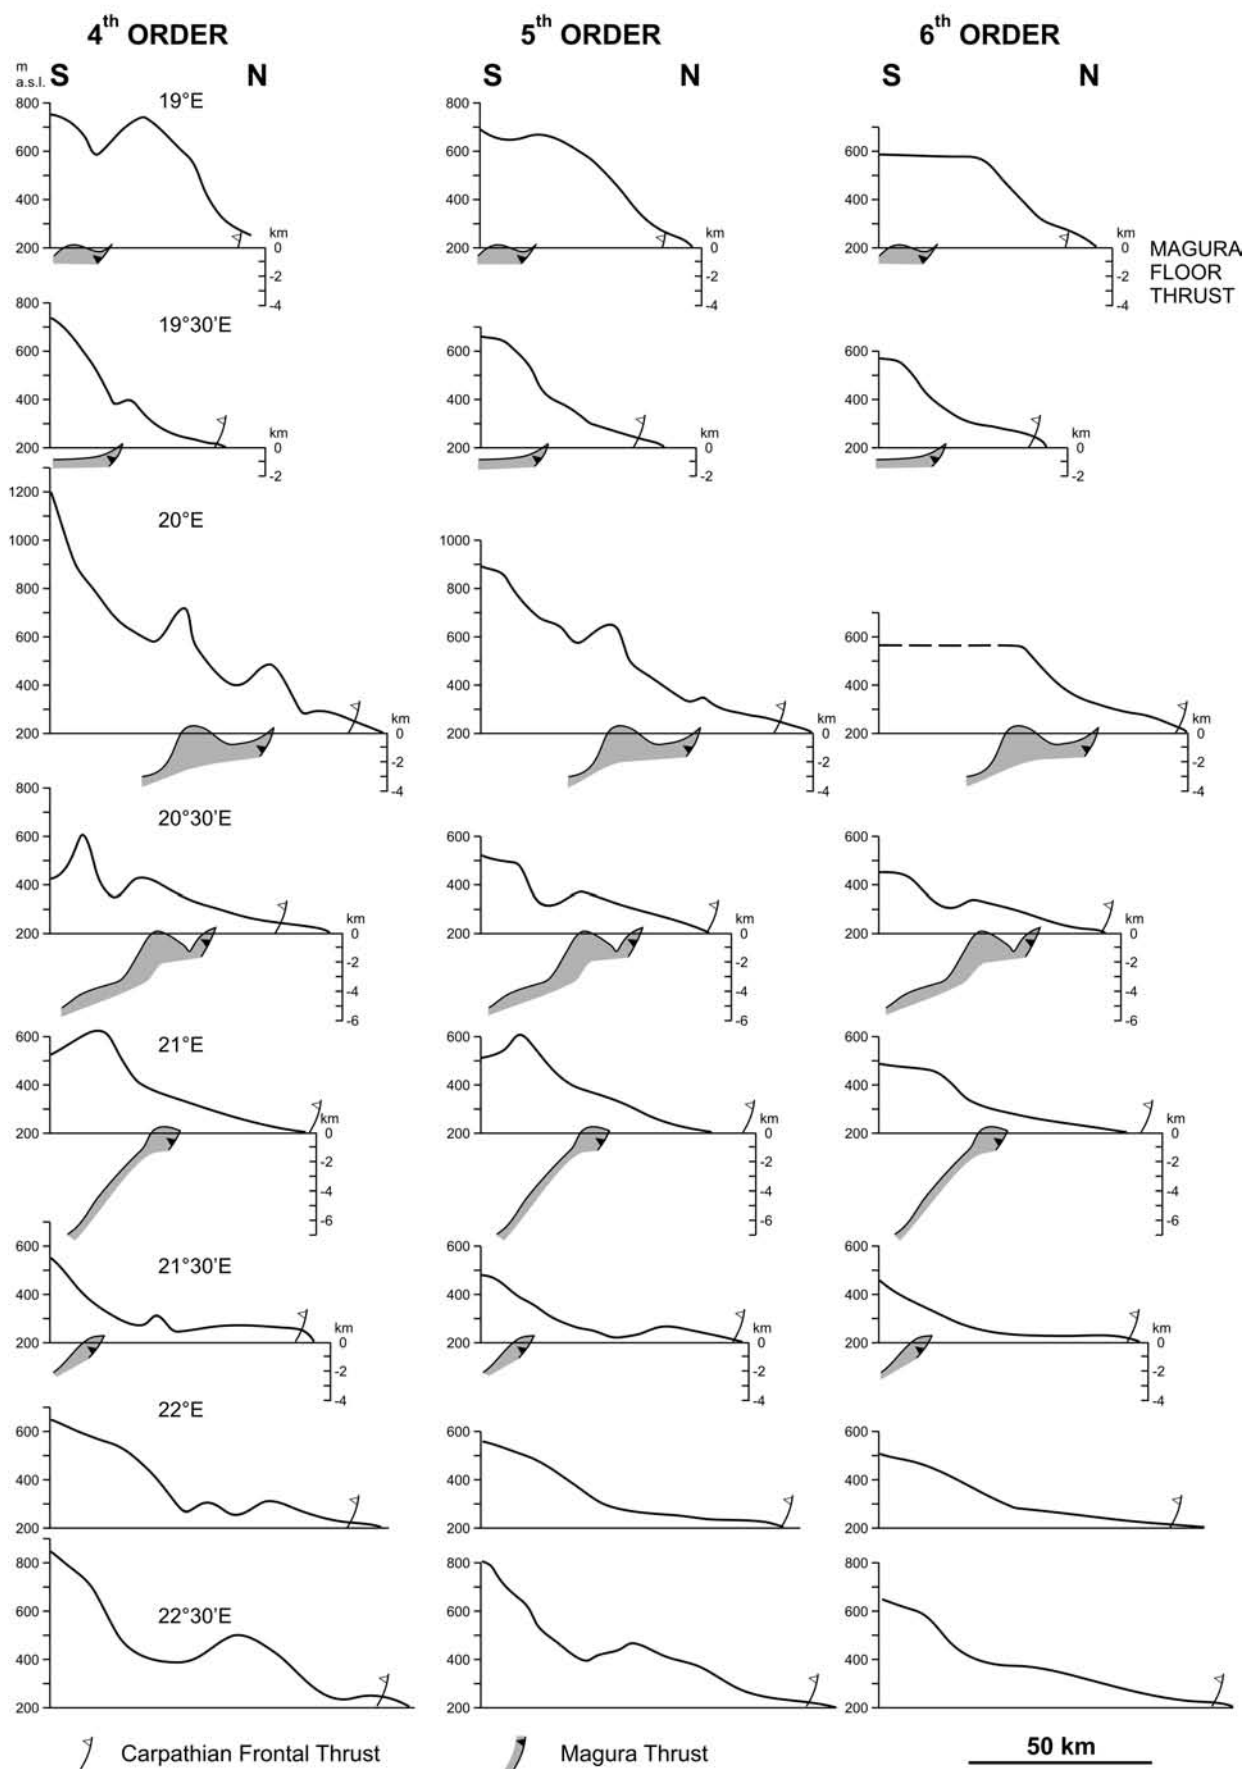 4th ORDER 5th ORDER 6th ORDER
m
a.s.l. S N S N S N
19°E
800 800
600 600 600
400 400 400
200 km 0 200 km 0 200 km 0
-2 -2 -2
-4 -4 -4
MAGURA
FLOOR
THRUST
19°30'E
800
600 600 600
400 400 400
200 km 0 200 km 0 200 km 0
-2 -2 -2
20°E
1200
1000 1000
800 800
600 600 600
400 400 400
200 km 0 200 km 0 200 km 0
-2 -2 -2
-4 -4 -4
20°30'E
800
600 600 600
400 400 400
200 km 0 200 km 0 200 km 0
-2 -2 -2
-4 -4 -4
-6 -6 -6
21°E
600 600 600
400 400 400
200 km 0 200 km 0 200 km 0
-2 -2 -2
-4 -4 -4
-6 -6 -6
21°30'E
600 600 600
400 400 400
200 km 0 200 km 0 200 km 0
-2 -2 -2
-4 -4 -4
22°E
600 600 600
400 400 400
200 200 200
22°30'E
800 800 800
600 600 600
400 400 400
200 200 200
Carpathian Frontal Thrust Magura Thrust 50 km